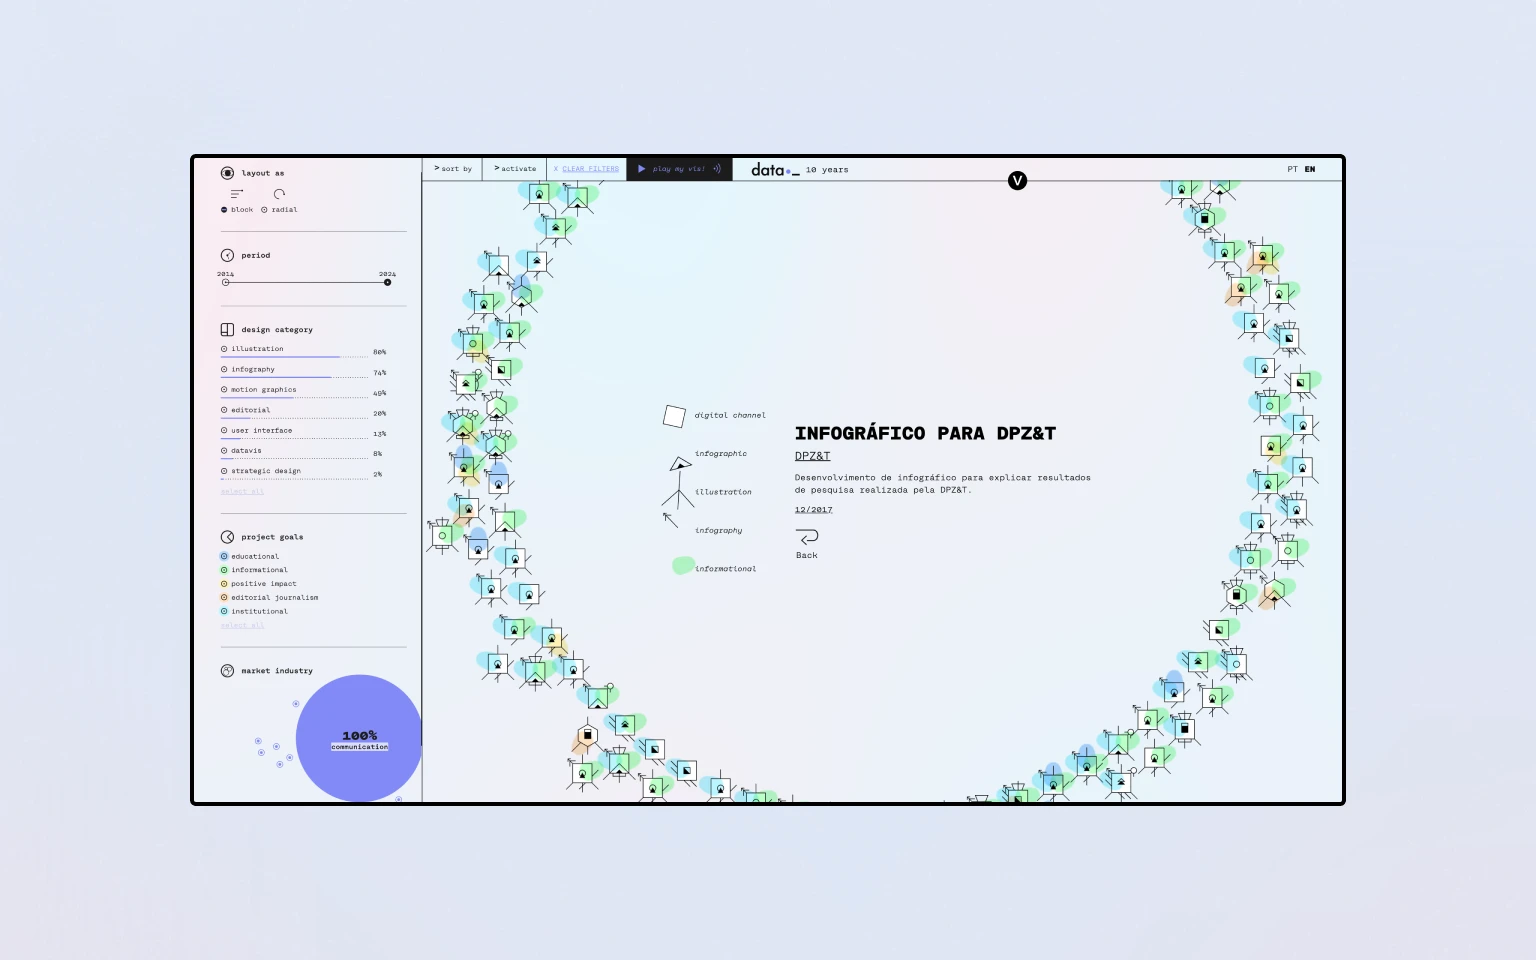 layout as
block
radial
period
2014
2024
design category
illustration
80%
infography
74%
motion graphics
49%
editorial
20%
user interface
13%
datavis
8%
strategic design
2%
select all
project goals
educational
informational
positive impact
editorial journalism
institutional
select all
market industry
100%
communication
> sort by
> activate
X CLEAR FILTERS
play my vis!
data._ 10 years
V
PT EN
digital channel
infographic
illustration
infography
informational
INFOGRÁFICO PARA DPZ&T
DPZ&T
Desenvolvimento de infográfico para explicar resultados
de pesquisa realizada pela DPZ&T.
12/2017
Back